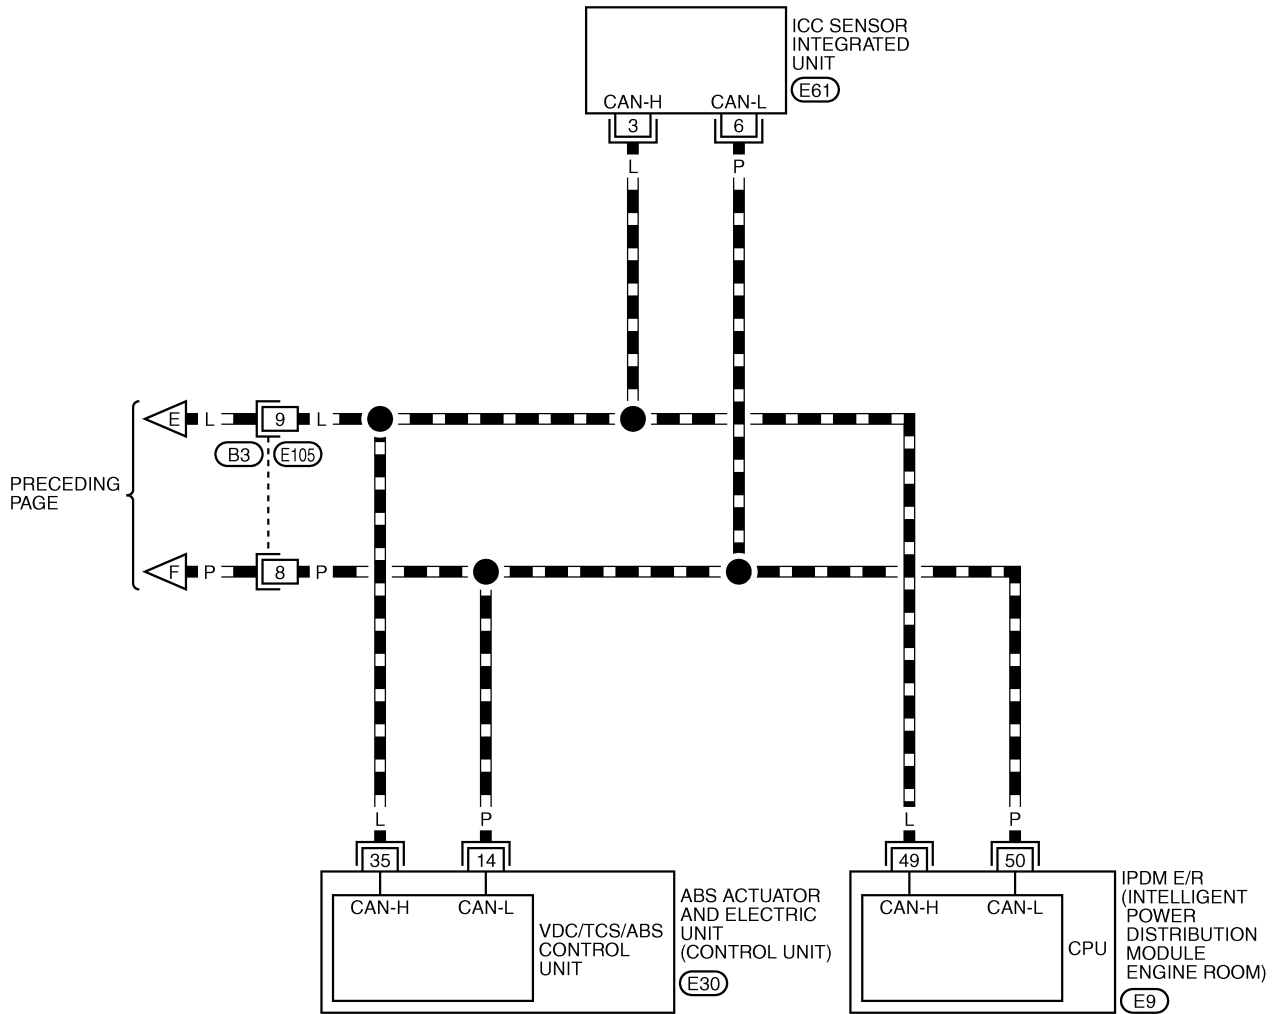 ICC SENSOR
INTEGRATED
UNIT
E61
CAN-H
CAN-L
3
6
L
P
E
L
9
L
B3
E105
PRECEDING
PAGE
F
P
8
P
L
P
L
P
35
14
49
50
CAN-H
CAN-L
VDC/TCS/ABS
CONTROL
UNIT
ABS ACTUATOR
AND ELECTRIC
UNIT
(CONTROL UNIT)
E30
CAN-H
CAN-L
CPU
IPDM E/R
(INTELLIGENT
POWER
DISTRIBUTION
MODULE
ENGINE ROOM)
E9